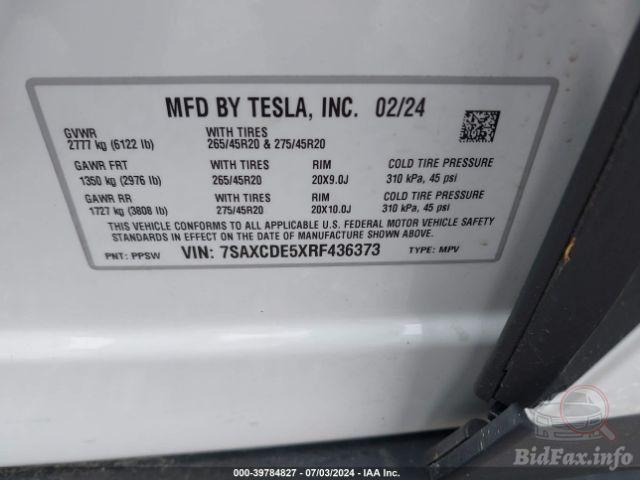 MFD BY TESLA, INC. 02/24
GVWR WITH TIRES
2777 kg (6122 lb) 265/45R20 & 275/45R20
GAWR FRT WITH TIRES RIM COLD TIRE PRESSURE
1350 kg (2976 lb) 265/45R20 20X9.0J 310 kPa, 45 psi
GAWR RR WITH TIRES RIM COLD TIRE PRESSURE
1727 kg (3808 lb) 275/45R20 20X10.0J 310 kPa, 45 psi
THIS VEHICLE CONFORMS TO ALL APPLICABLE U.S. FEDERAL MOTOR VEHICLE SAFETY
STANDARDS IN EFFECT ON THE DATE OF MANUFACTURE SHOWN ABOVE.
PNT: PPSW VIN: 7SAXCDE5XRF436373 TYPE: MPV
BidFax.info
000-39784827 - 07/03/2024 - IAA Inc.